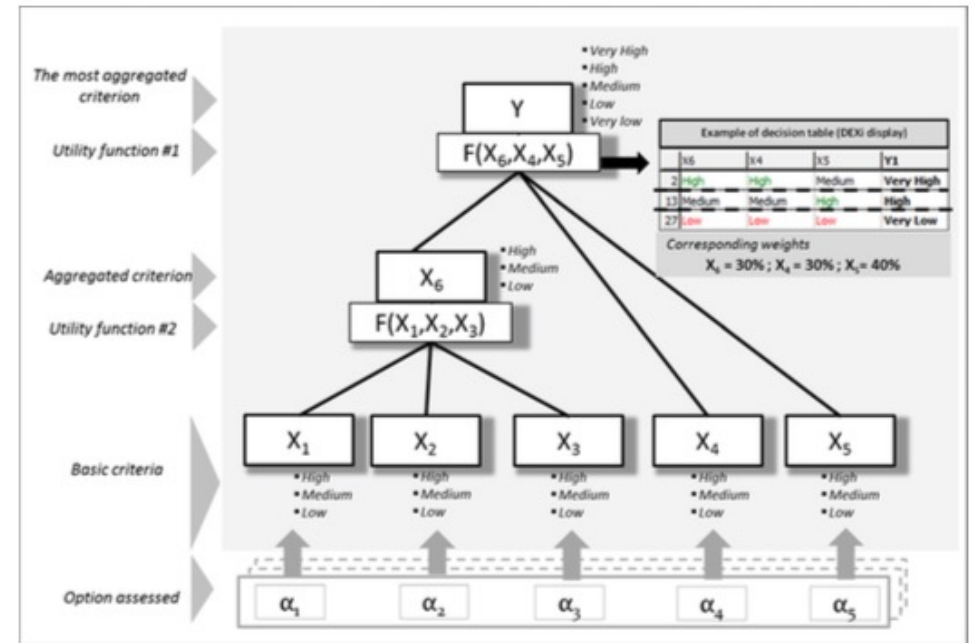 The most aggregated
criterion
Utility function #1
Aggregated criterion
Utility function #2
Basic criteria
Option assessed
▪ Very High
▪ High
▪ Medium
▪ Low
▪ Very low
Y
F(X₆,X₄,X₅)
Example of decision table (DEXi display)
X6 X4 X5 Y1
2 High High Medium Very High
13 Medium Medium High High
27 Low Low Low Very Low
Corresponding weights
X₆ = 30% ; X₄ = 30% ; X₅= 40%
▪ High
▪ Medium
▪ Low
X₆
F(X₁,X₂,X₃)
X₁ X₂ X₃ X₄ X₅
▪ High ▪ High ▪ High ▪ High ▪ High
▪ Medium ▪ Medium ▪ Medium ▪ Medium ▪ Medium
▪ Low ▪ Low ▪ Low ▪ Low ▪ Low
α₁ α₂ α₃ α₄ α₅